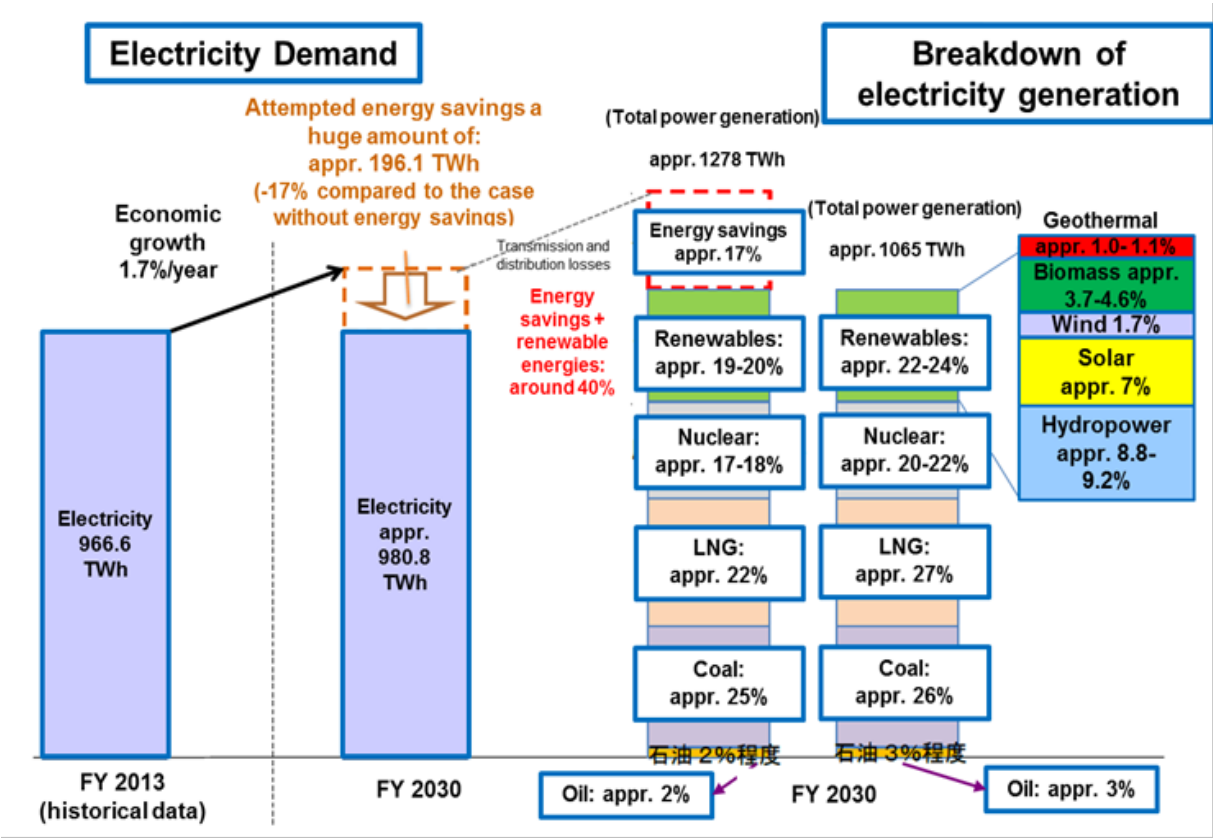 Electricity Demand
Breakdown of
electricity generation
Attempted energy savings a
huge amount of:
appr. 196.1 TWh
(-17% compared to the case
without energy savings)
Economic
growth
1.7%/year
(Total power generation)
appr. 1278 TWh
Transmission and
distribution losses
Energy
savings +
renewable
energies:
around 40%
Energy savings
appr. 17%
Renewables:
appr. 19-20%
Nuclear:
appr. 17-18%
LNG:
appr. 22%
Coal:
appr. 25%
石油 2%程度
Oil: appr. 2%
(Total power generation)
appr. 1065 TWh
Renewables:
appr. 22-24%
Nuclear:
appr. 20-22%
LNG:
appr. 27%
Coal:
appr. 26%
石油 3%程度
Oil: appr. 3%
Geothermal
appr. 1.0- 1.1%
Biomass appr.
3.7-4.6%
Wind 1.7%
Solar
appr. 7%
Hydropower
appr. 8.8-
9.2%
Electricity
966.6
TWh
Electricity
appr.
980.8
TWh
FY 2013
(historical data)
FY 2030
FY 2030